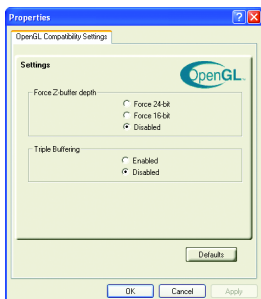 Properties
OpenGL Compatibility Settings
Settings
OpenGL.
Force Z-buffer depth
Force 24-bit
Force 16-bit
Disabled
Triple Buffering
Enabled
Disabled
Defaults
OK
Cancel
Apply